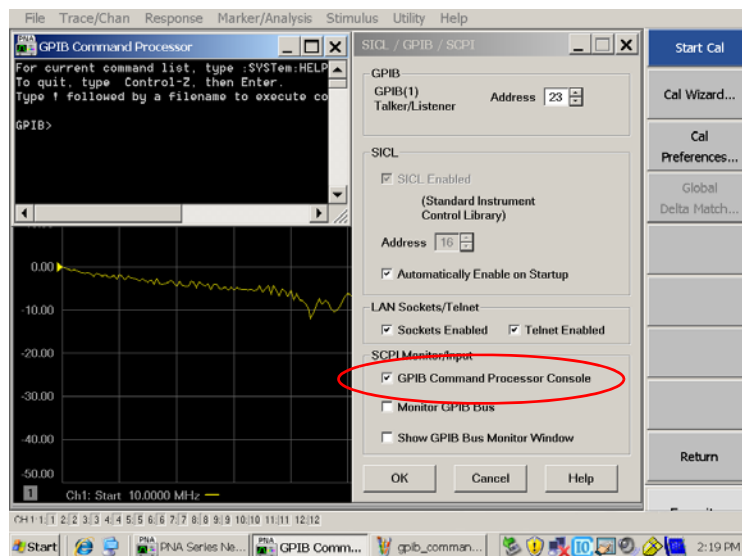 File Trace/Chan Response Marker/Analysis Stimulus Utility Help
PNA GPIB Command Processor
For current command list, type :SYSTem:HELP
To quit, type Control-Z, then Enter.
Type ! followed by a filename to execute co
GPIB>
0.00
-10.00
-20.00
-30.00
-40.00
-50.00
1 Ch1: Start 10.0000 MHz
SICL / GPIB / SCPI
GPIB
GPIB(1)
Talker/Listener
Address 23
SICL
SICL Enabled
(Standard Instrument
Control Library)
Address 16
Automatically Enable on Startup
LAN Sockets/Telnet
Sockets Enabled Telnet Enabled
SCPI Monitor/Input
GPIB Command Processor Console
Monitor GPIB Bus
Show GPIB Bus Monitor Window
OK Cancel Help
Start Cal
Cal Wizard...
Cal
Preferences...
Global
Delta Match...
Return
CH 1-1: 1 2: 2 3: 3 4: 4 5: 5 6: 6 7: 7 8: 8 9: 9 10:10 11:11 12:12
Start PNA PNA Series Ne... PNA GPIB Comm... gpib_comman... IO 2:19 PM